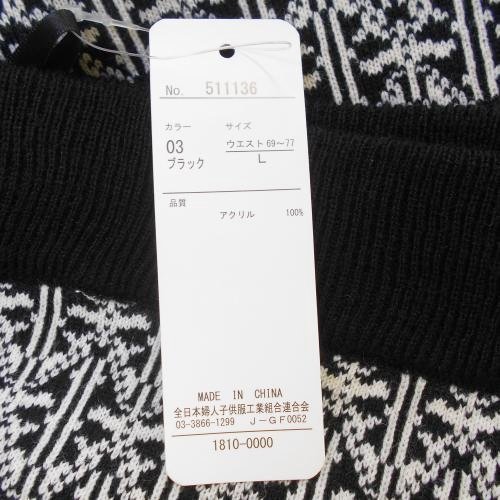 No. 511136
カラー サイズ
03 ウエスト69～77
ブラック L
品質
アクリル 100%
MADE IN CHINA
全日本婦人子供服工業組合連合会
03-3866-1299 J-GF0052
1810-0000